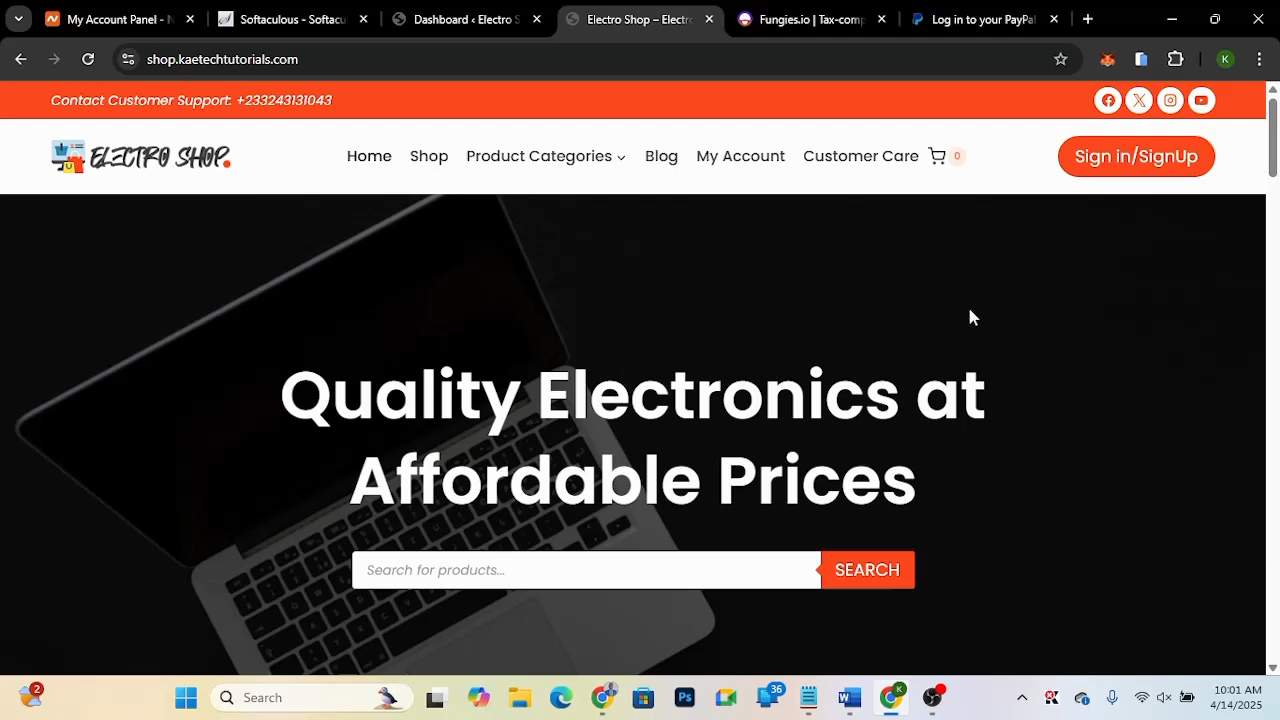 My Account Panel - N
Softaculous - Softacu
Dashboard ‹ Electro S
Electro Shop – Electro
Fungies.io | Tax-comp
Log in to your PayPal
shop.kaetechtutorials.com
K
Contact Customer Support: +233243131043
ELECTRO SHOP.
Home
Shop
Product Categories
Blog
My Account
Customer Care
0
Sign in/SignUp
Quality Electronics at
Affordable Prices
Search for products...
SEARCH
2
Search
36
10:01 AM
4/14/2025